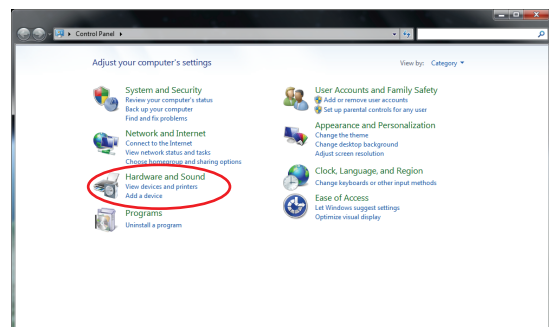 Control Panel
Adjust your computer's settings
View by: Category
System and Security
Review your computer's status
Back up your computer
Find and fix problems
Network and Internet
Connect to the Internet
View network status and tasks
Choose homegroup and sharing options
Hardware and Sound
View devices and printers
Add a device
Programs
Uninstall a program
User Accounts and Family Safety
Add or remove user accounts
Set up parental controls for any user
Appearance and Personalization
Change the theme
Change desktop background
Adjust screen resolution
Clock, Language, and Region
Change keyboards or other input methods
Ease of Access
Let Windows suggest settings
Optimize visual display